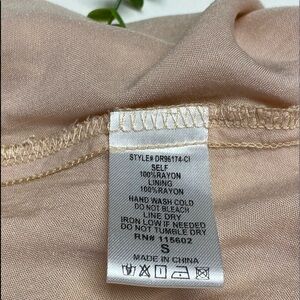 STYLE# DR96174-CI
SELF
100%RAYON
LINING
100%RAYON
HAND WASH COLD
DO NOT BLEACH
LINE DRY
IRON LOW IF NEEDED
DO NOT TUMBLE DRY
RN# 115602
S
MADE IN CHINA